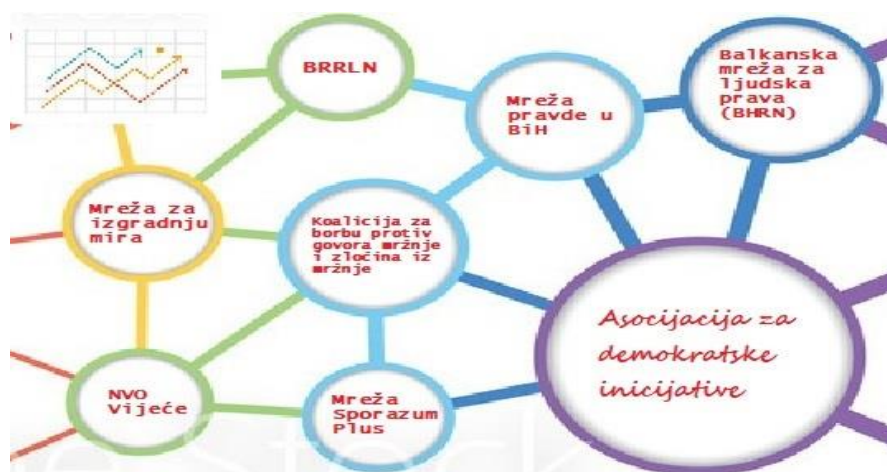 BRRLN
Mreža
pravde u
BiH
Balkanska
mreža za
ljudska
prava
(BHRN)
Mreža za
izgradnju
mira
Koalicija za
borbu protiv
govora mržnje
i zločina iz
mržnje
Asocijacija za
demokratske
inicijative
NVO
Vijeće
Mreža
Sporazum
Plus